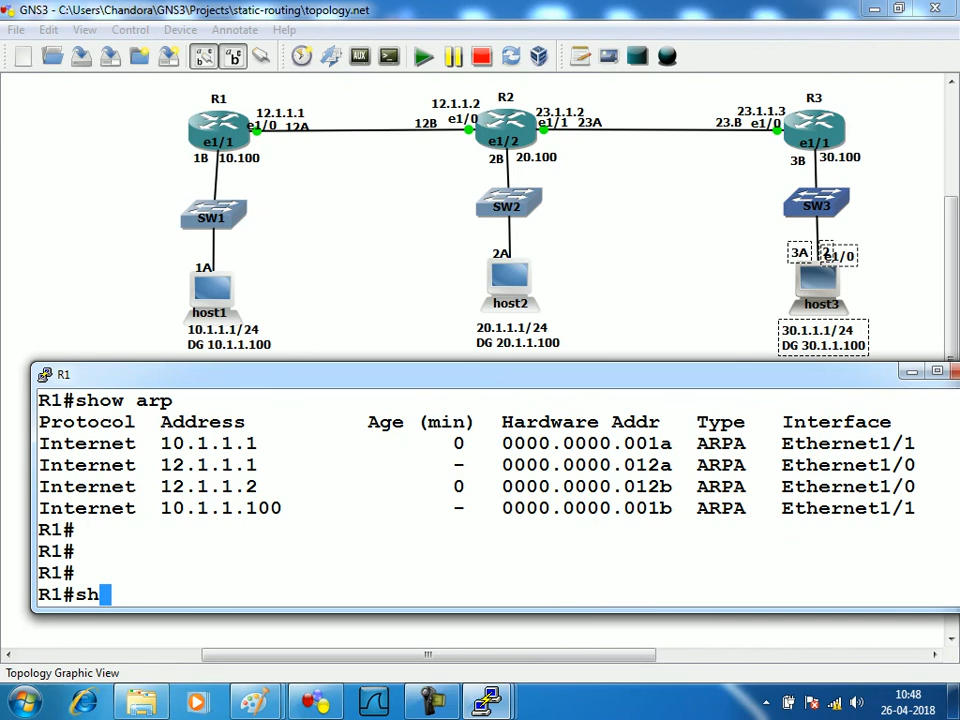 GNS3 - C:\Users\Chandora\GNS3\Projects\static-routing\topology.net
File Edit View Control Device Annotate Help
AUX
R1 R2 R3
12.1.1.1 12.1.1.2 23.1.1.2 23.1.1.3
e1/0 12A 12B e1/0 e1/1 23A 23.B e1/0
e1/1 e1/2 e1/1
1B 10.100 2B 20.100 3B 30.100
SW1 SW2 SW3
1A 2A 3A 2 e1/0
host1 host2 host3
10.1.1.1/24 20.1.1.1/24 30.1.1.1/24
DG 10.1.1.100 DG 20.1.1.100 DG 30.1.1.100
R1
R1#show arp
Protocol Address Age (min) Hardware Addr Type Interface
Internet 10.1.1.1 0 0000.0000.001a ARPA Ethernet1/1
Internet 12.1.1.1 - 0000.0000.012a ARPA Ethernet1/0
Internet 12.1.1.2 0 0000.0000.012b ARPA Ethernet1/0
Internet 10.1.1.100 - 0000.0000.001b ARPA Ethernet1/1
R1#
R1#
R1#
R1#sh
Topology Graphic View
10:48
26-04-2018